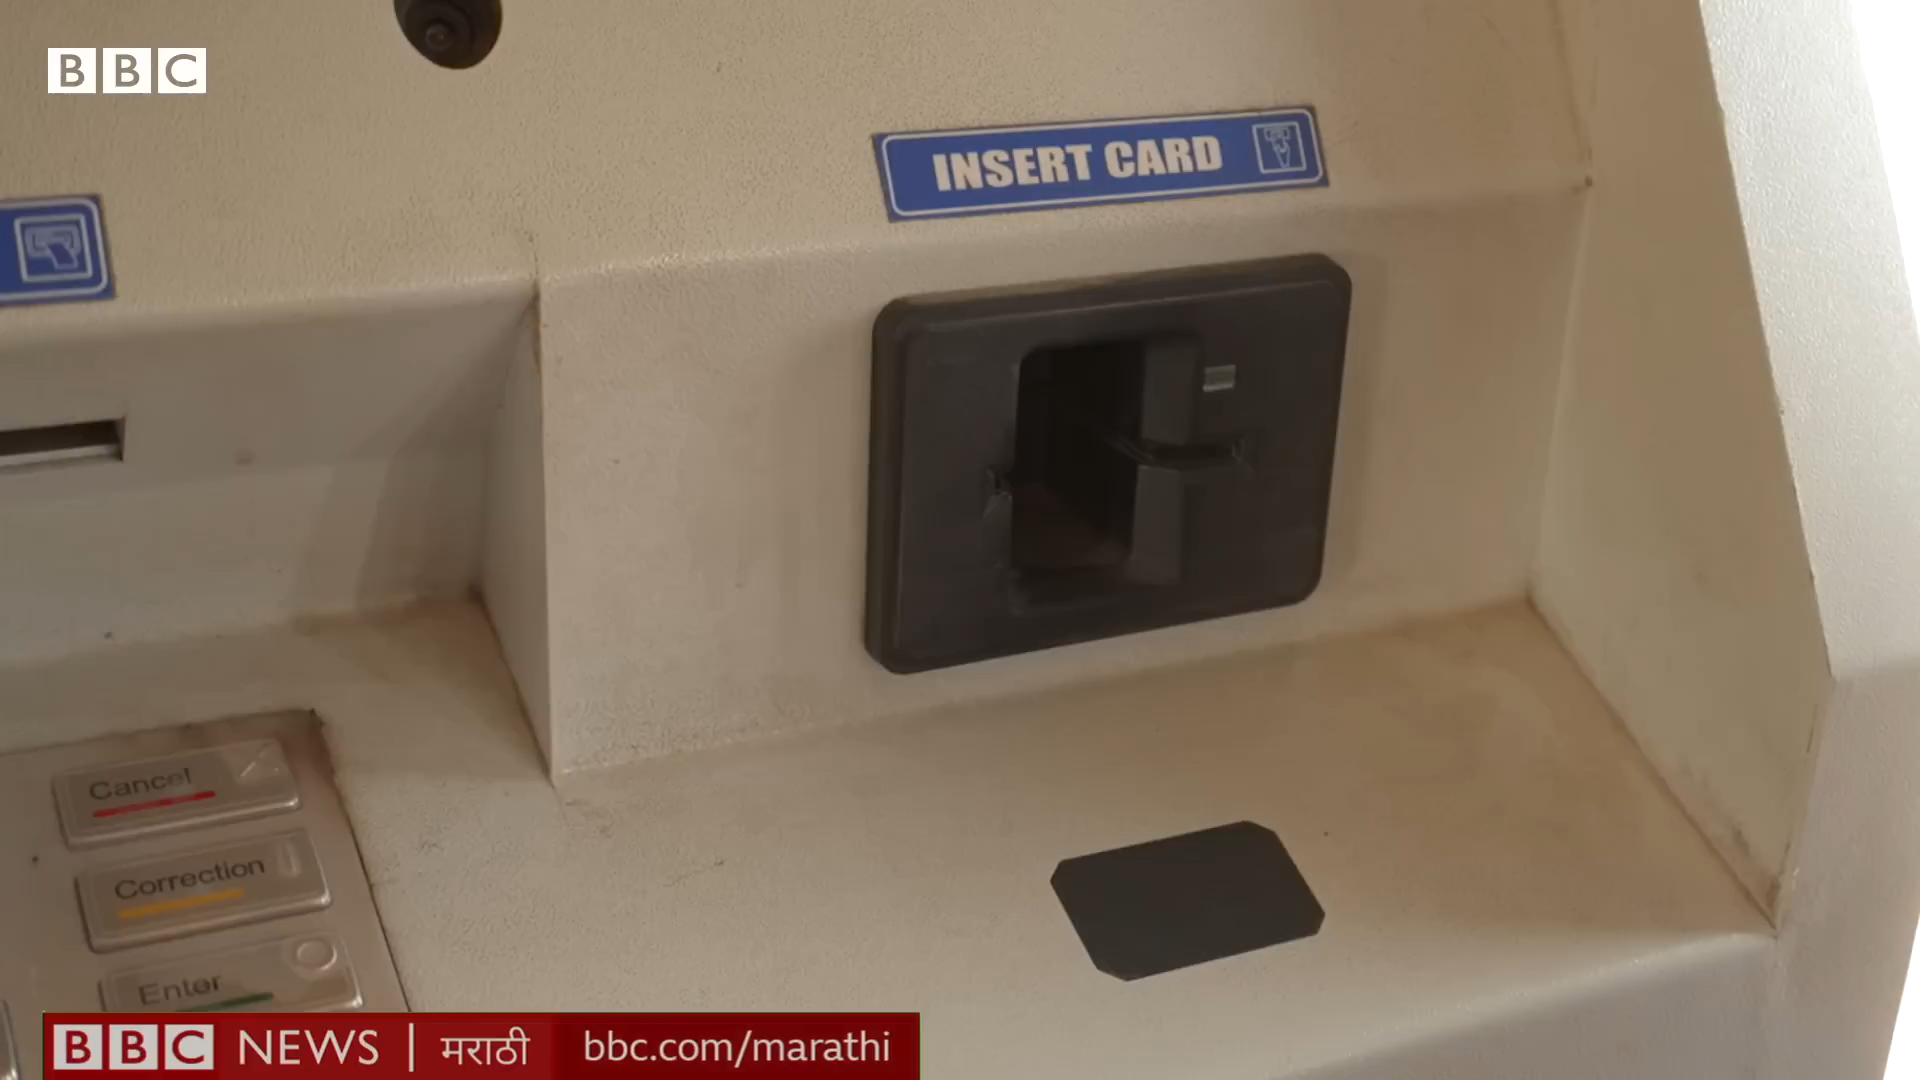 BBC
INSERT CARD
Cancel
Correction
Enter
BBC NEWS | मराठी bbc.com/marathi